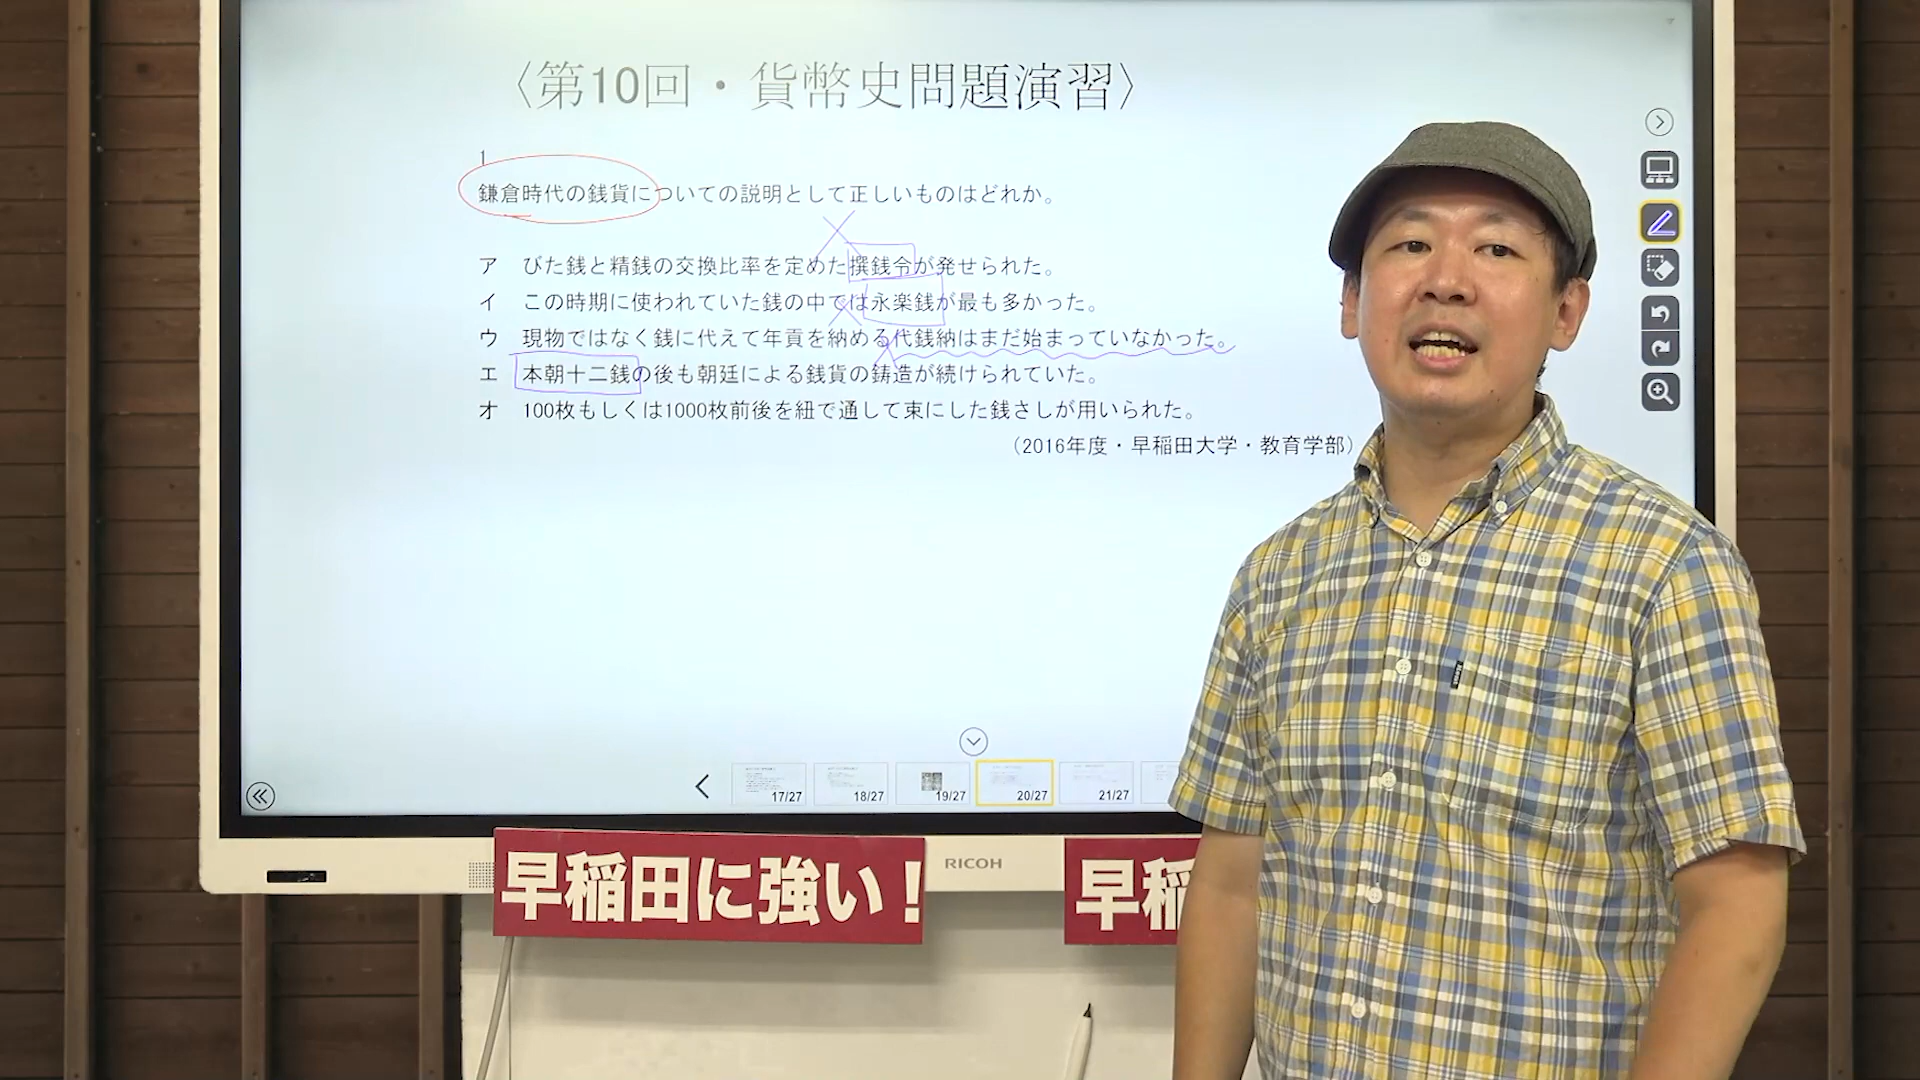 〈第10回・貨幣史問題演習〉
1
鎌倉時代の銭貨についての説明として正しいものはどれか。
ア　びた銭と精銭の交換比率を定めた撰銭令が発せられた。
イ　この時期に使われていた銭の中では永楽銭が最も多かった。
ウ　現物ではなく銭に代えて年貢を納める代銭納はまだ始まっていなかった。
エ　本朝十二銭の後も朝廷による銭貨の鋳造が続けられていた。
オ　100枚もしくは1000枚前後を紐で通して束にした銭さしが用いられた。
（2016年度・早稲田大学・教育学部）
17/27
18/27
19/27
20/27
21/27
RICOH
早稲田に強い！
早稲